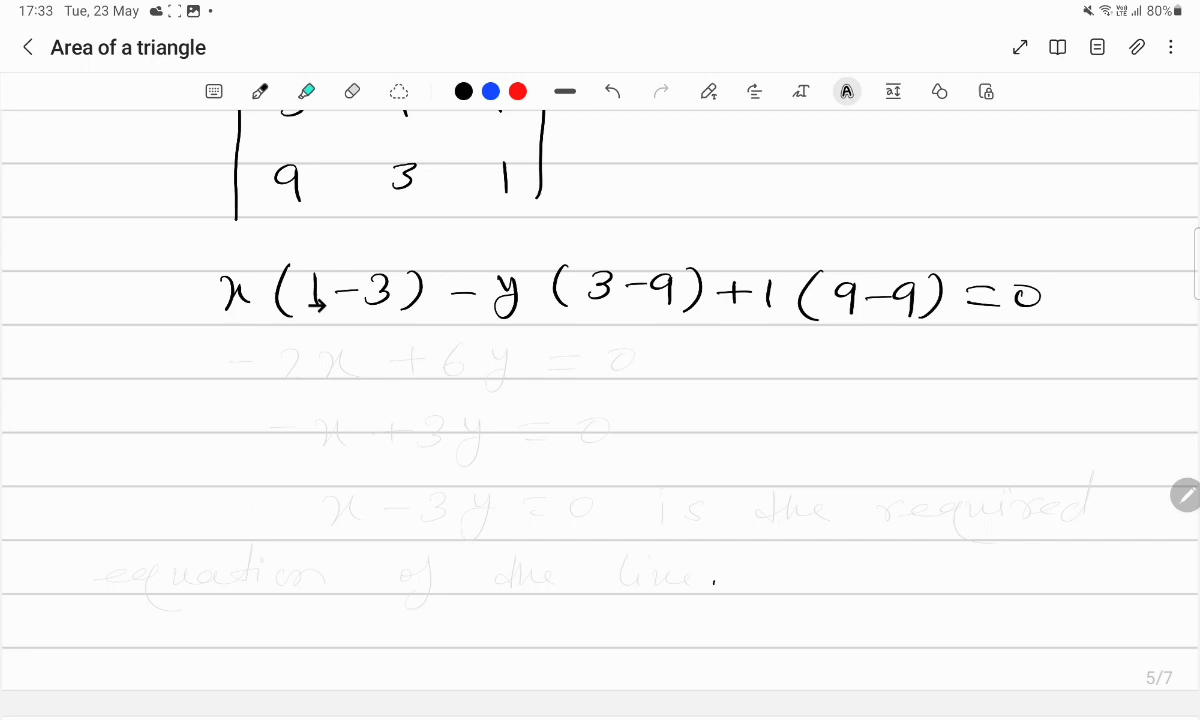 17:33 Tue, 23 May 80%
Area of a triangle
9 3 1
x (1-3) - y (3-9) + 1 (9-9) = 0
- 2x + 6y = 0
- x + 3y = 0
x - 3y = 0 is the required
equation of the line.
5/7